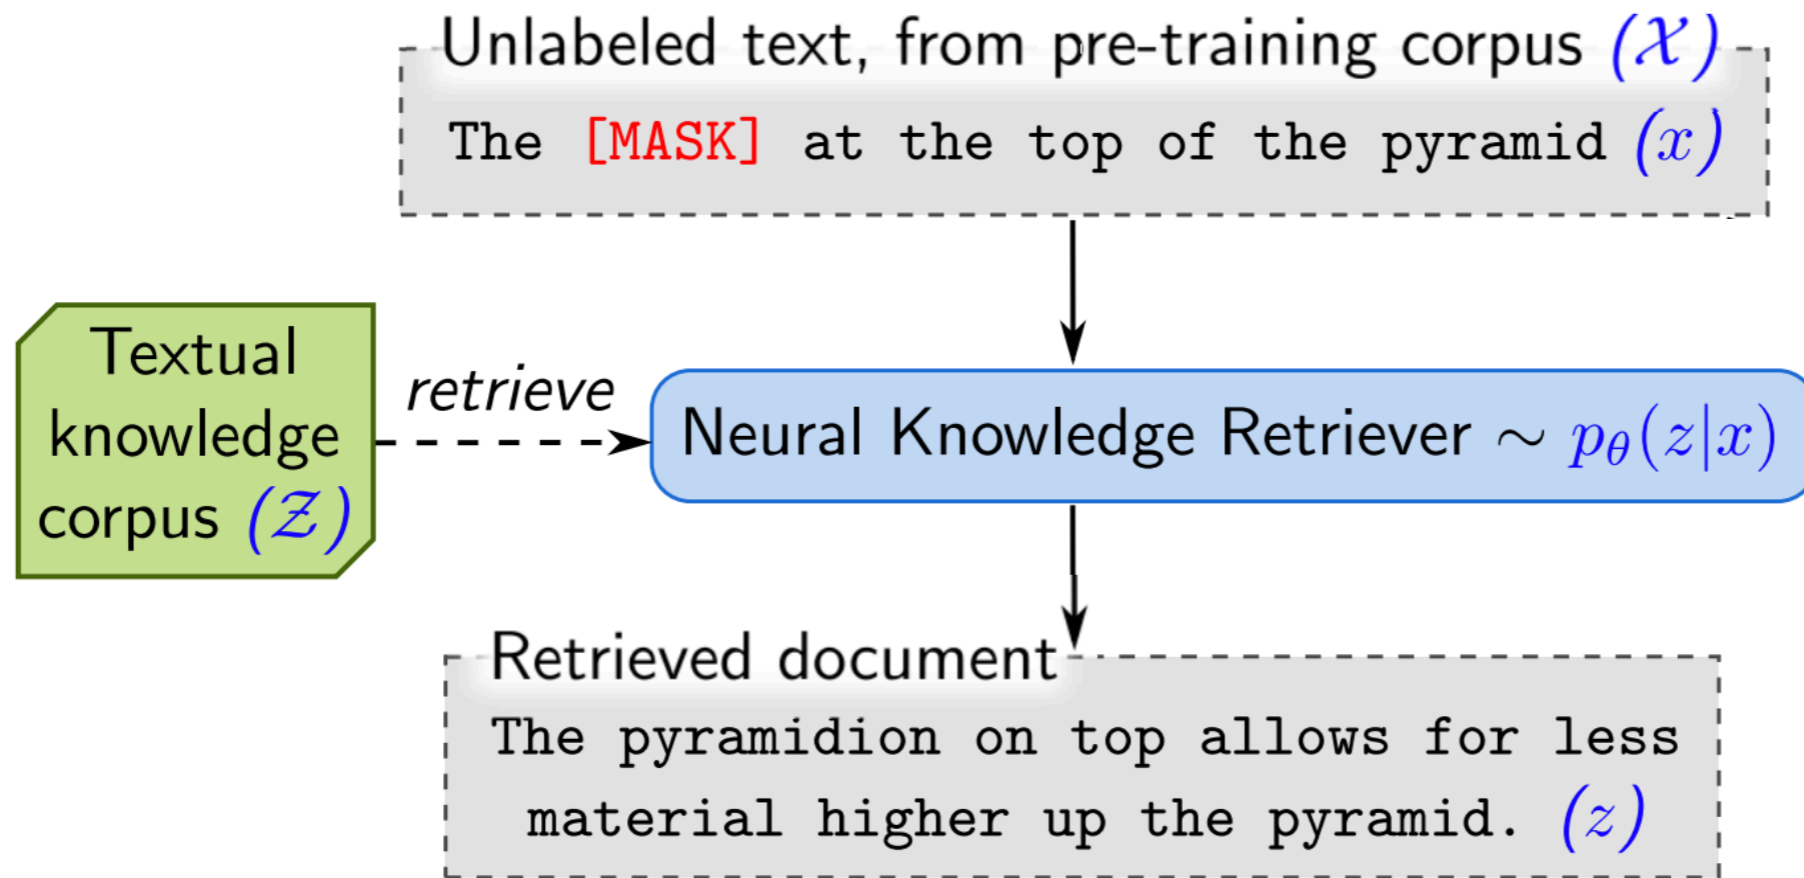 Unlabeled text, from pre-training corpus (𝒳)
The [MASK] at the top of the pyramid (x)
Textual
knowledge
corpus (𝒵)
retrieve
Neural Knowledge Retriever ∼ pθ(z|x)
Retrieved document
The pyramidion on top allows for less
material higher up the pyramid. (z)